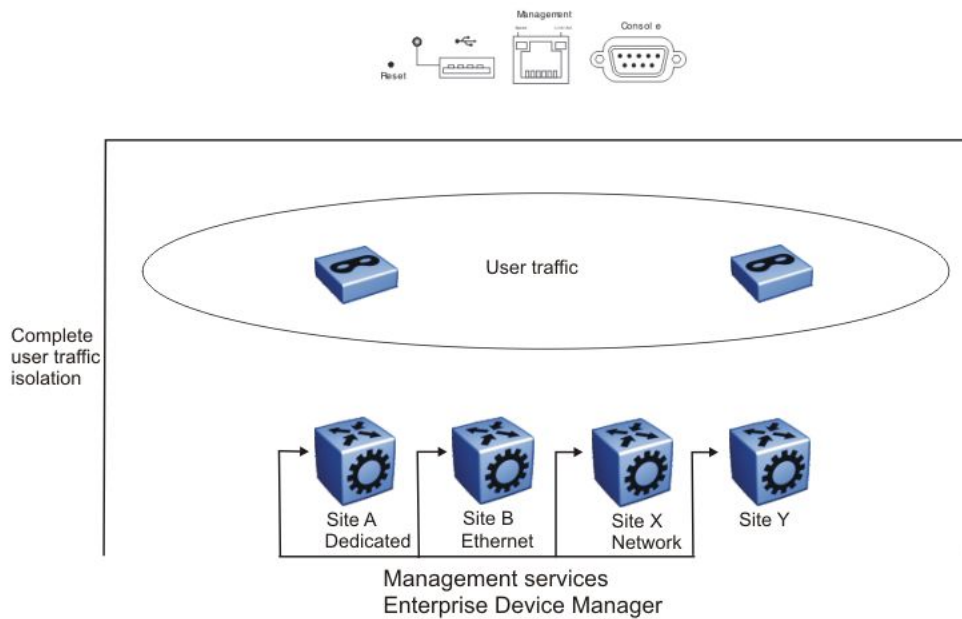 Management
Console
Reset
User traffic
Complete
user traffic
isolation
Site A
Dedicated
Site B
Ethernet
Site X
Network
Site Y
Management services
Enterprise Device Manager